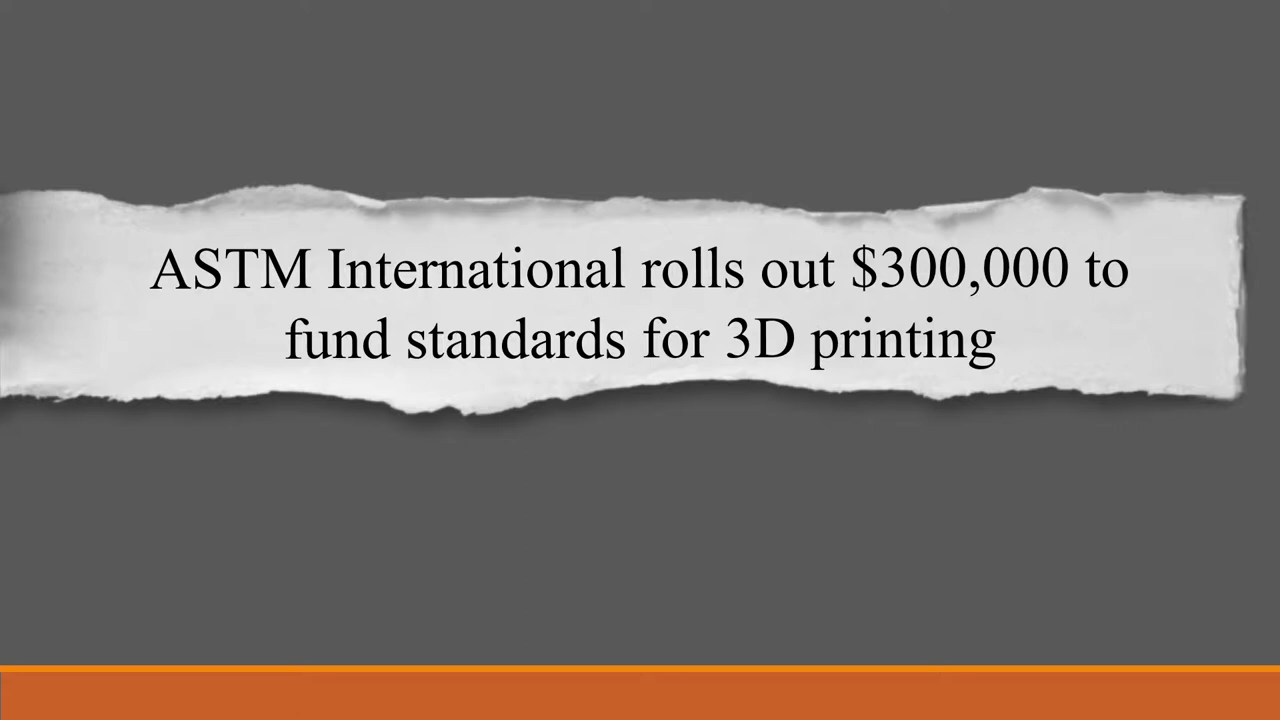 ASTM International rolls out $300,000 to
fund standards for 3D printing